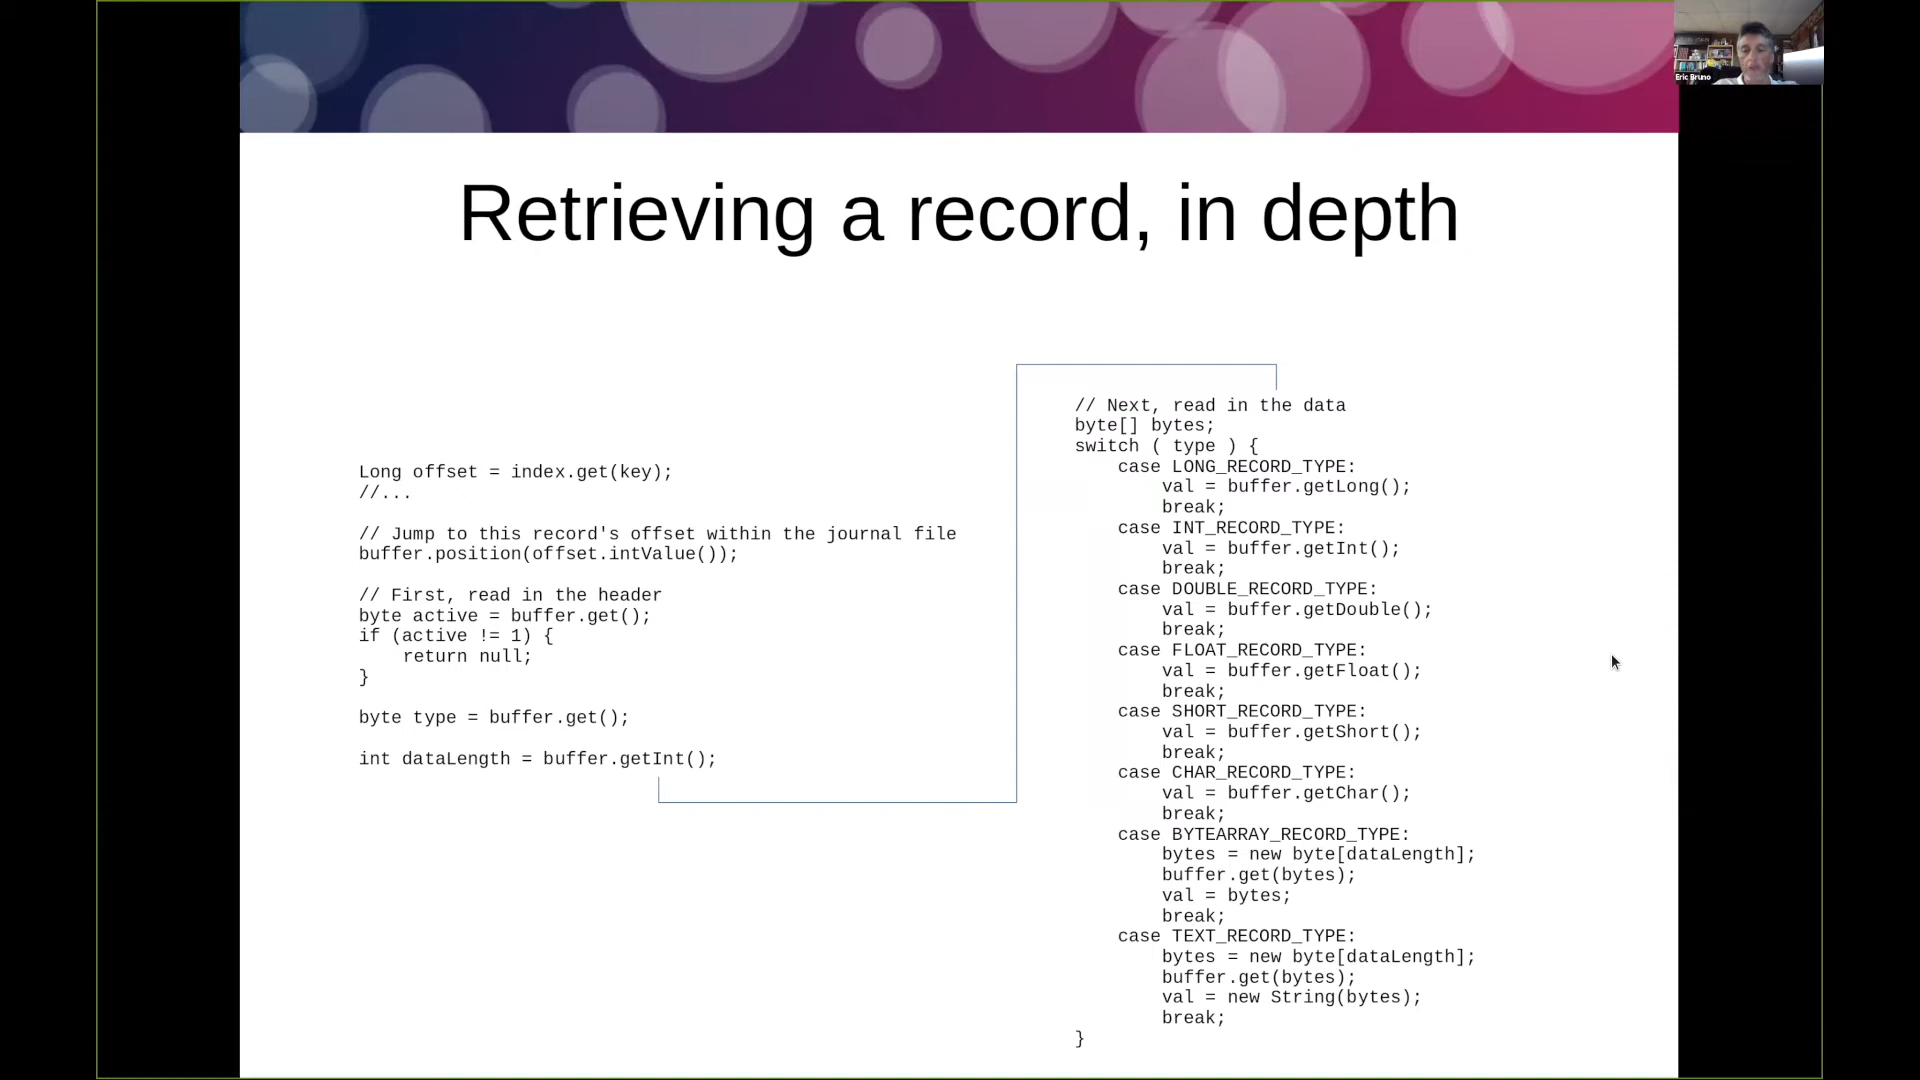 Eric Bruno
Retrieving a record, in depth
Long offset = index.get(key);
//...
// Jump to this record's offset within the journal file
buffer.position(offset.intValue());
// First, read in the header
byte active = buffer.get();
if (active != 1) {
    return null;
}
byte type = buffer.get();
int dataLength = buffer.getInt();
// Next, read in the data
byte[] bytes;
switch ( type ) {
    case LONG_RECORD_TYPE:
        val = buffer.getLong();
        break;
    case INT_RECORD_TYPE:
        val = buffer.getInt();
        break;
    case DOUBLE_RECORD_TYPE:
        val = buffer.getDouble();
        break;
    case FLOAT_RECORD_TYPE:
        val = buffer.getFloat();
        break;
    case SHORT_RECORD_TYPE:
        val = buffer.getShort();
        break;
    case CHAR_RECORD_TYPE:
        val = buffer.getChar();
        break;
    case BYTEARRAY_RECORD_TYPE:
        bytes = new byte[dataLength];
        buffer.get(bytes);
        val = bytes;
        break;
    case TEXT_RECORD_TYPE:
        bytes = new byte[dataLength];
        buffer.get(bytes);
        val = new String(bytes);
        break;
}